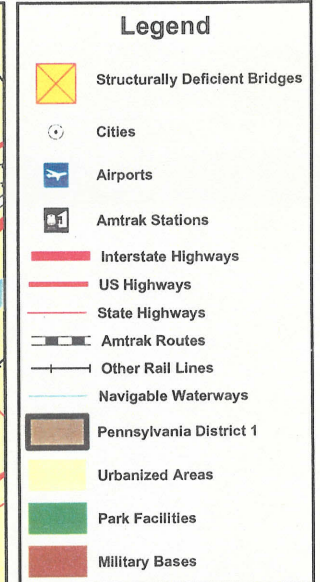 Legend
Structurally Deficient Bridges
Cities
Airports
Amtrak Stations
Interstate Highways
US Highways
State Highways
Amtrak Routes
Other Rail Lines
Navigable Waterways
Pennsylvania District 1
Urbanized Areas
Park Facilities
Military Bases